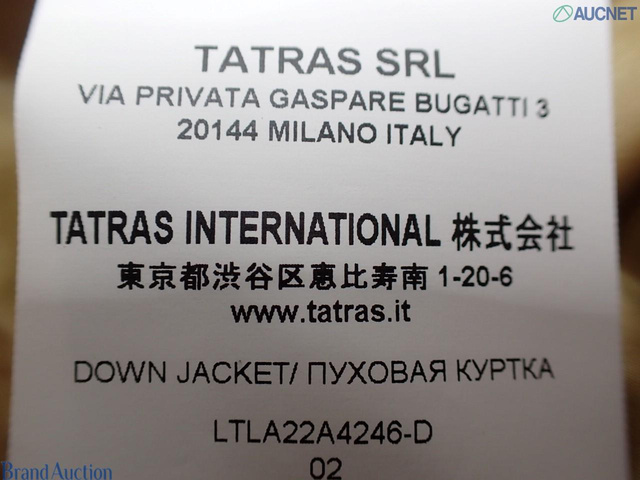 AUCNET
TATRAS SRL
VIA PRIVATA GASPARE BUGATTI 3
20144 MILANO ITALY
TATRAS INTERNATIONAL 株式会社
東京都渋谷区恵比寿南 1-20-6
www.tatras.it
DOWN JACKET/ ПУХОВАЯ КУРТКА
LTLA22A4246-D
02
Brand Auction